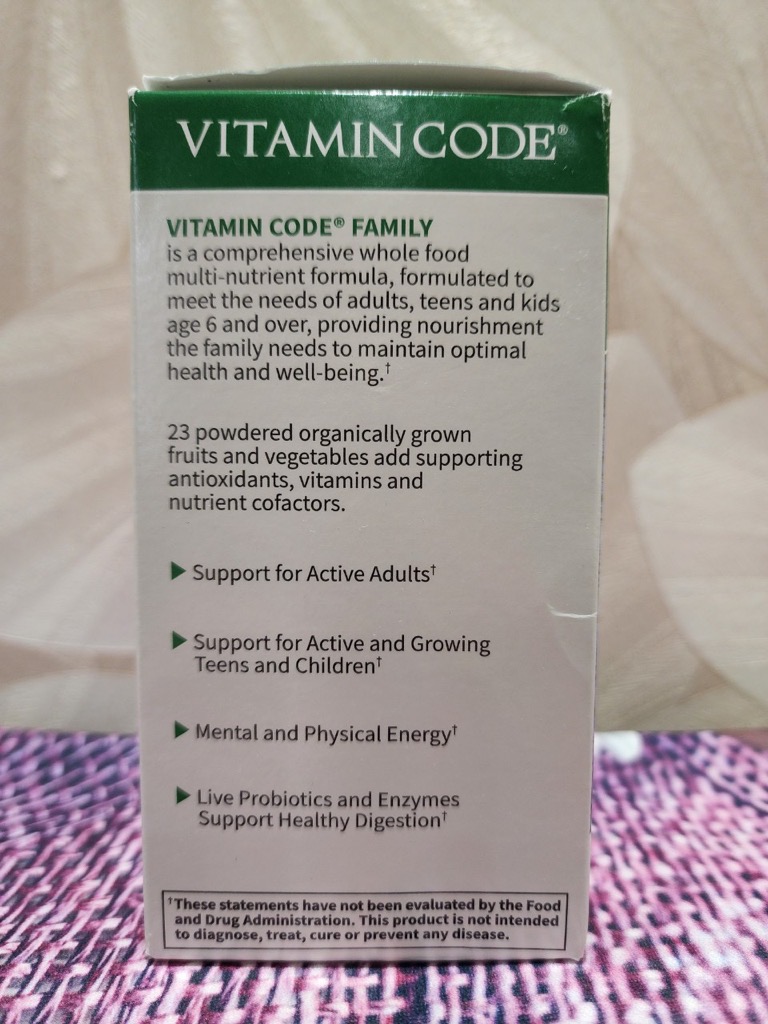 VITAMIN CODE®
VITAMIN CODE® FAMILY
is a comprehensive whole food
multi-nutrient formula, formulated to
meet the needs of adults, teens and kids
age 6 and over, providing nourishment
the family needs to maintain optimal
health and well-being.†
23 powdered organically grown
fruits and vegetables add supporting
antioxidants, vitamins and
nutrient cofactors.
▶ Support for Active Adults†
▶ Support for Active and Growing
Teens and Children†
▶ Mental and Physical Energy†
▶ Live Probiotics and Enzymes
Support Healthy Digestion†
†These statements have not been evaluated by the Food
and Drug Administration. This product is not intended
to diagnose, treat, cure or prevent any disease.